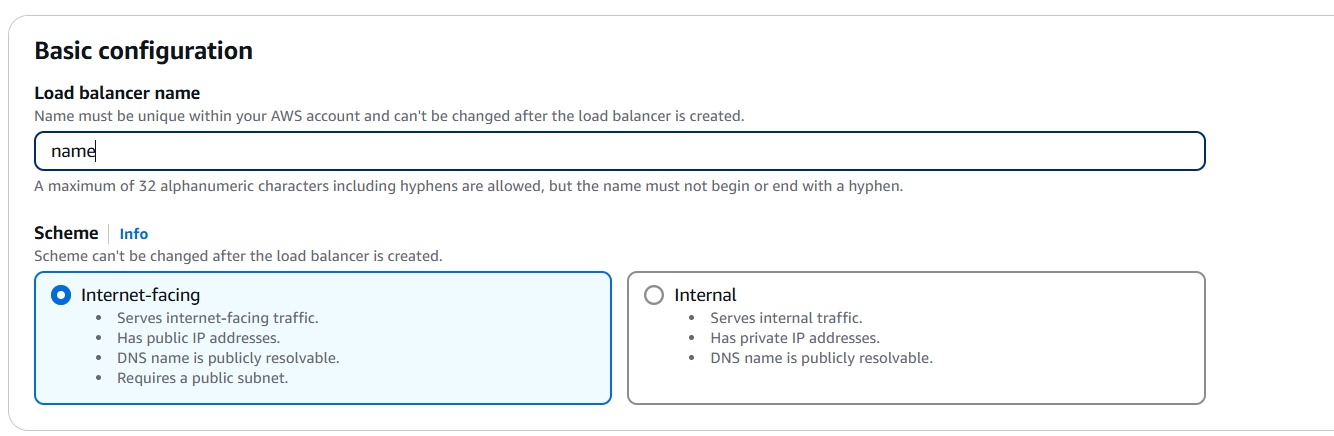 Basic configuration
Load balancer name
Name must be unique within your AWS account and can't be changed after the load balancer is created.
name
A maximum of 32 alphanumeric characters including hyphens are allowed, but the name must not begin or end with a hyphen.
Scheme | Info
Scheme can't be changed after the load balancer is created.
Internet-facing
• Serves internet-facing traffic.
• Has public IP addresses.
• DNS name is publicly resolvable.
• Requires a public subnet.
Internal
• Serves internal traffic.
• Has private IP addresses.
• DNS name is publicly resolvable.